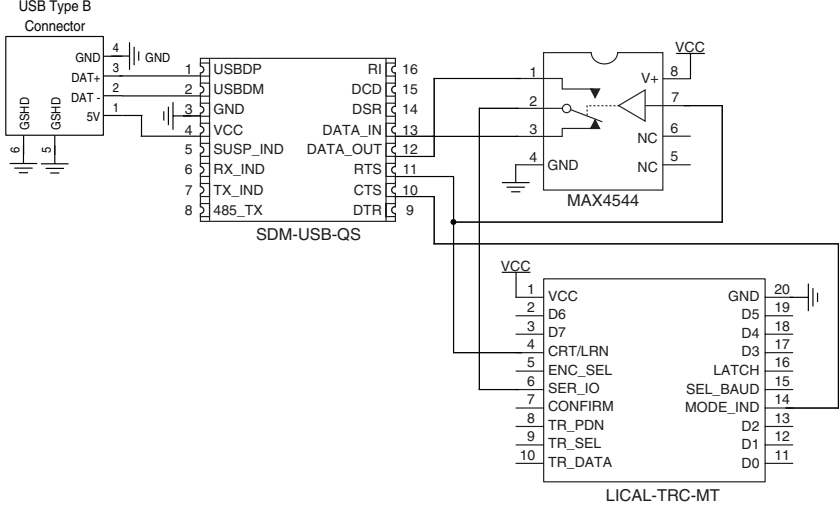 USB Type B
Connector
GND 4 GND
DAT+ 3
DAT - 2
5V 1
GSHD
GSHD
6
5
1 USBDP RI 16
2 USBDM DCD 15
3 GND DSR 14
4 VCC DATA_IN 13
5 SUSP_IND DATA_OUT 12
6 RX_IND RTS 11
7 TX_IND CTS 10
8 485_TX DTR 9
SDM-USB-QS
VCC
1 V+ 8
2 7
3 NC 6
4 GND NC 5
MAX4544
VCC
1 VCC GND 20
2 D6 D5 19
3 D7 D4 18
4 CRT/LRN D3 17
5 ENC_SEL LATCH 16
6 SER_IO SEL_BAUD 15
7 CONFIRM MODE_IND 14
8 TR_PDN D2 13
9 TR_SEL D1 12
10 TR_DATA D0 11
LICAL-TRC-MT